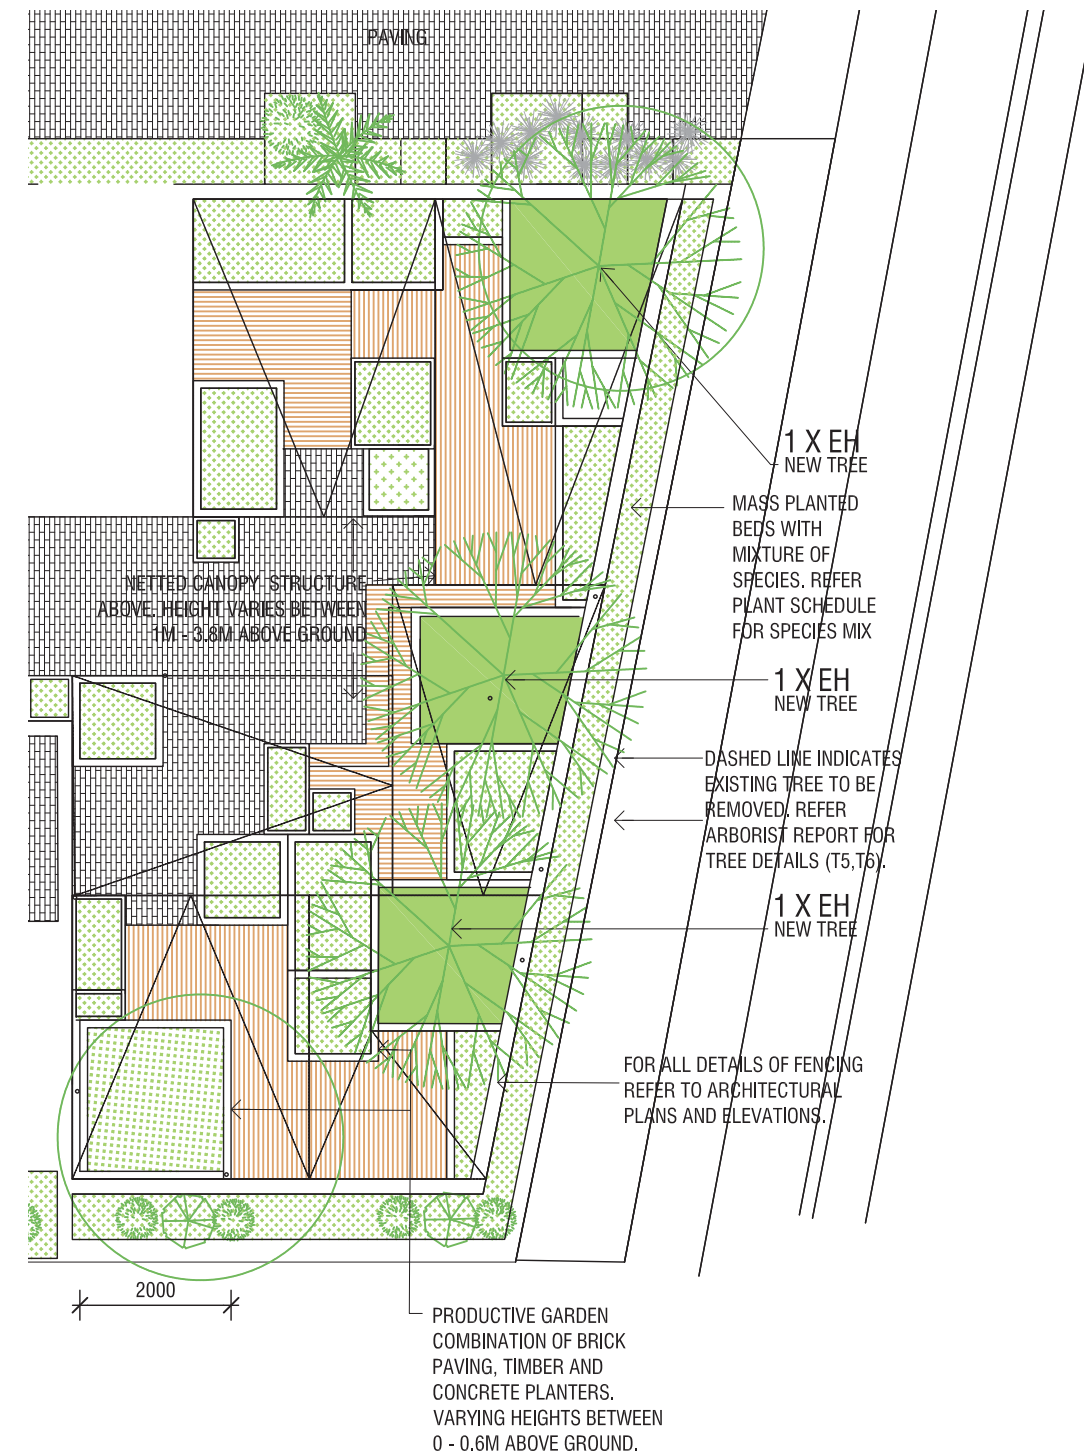 PAVING
1 X EH
NEW TREE
MASS PLANTED
BEDS WITH
MIXTURE OF
SPECIES. REFER
PLANT SCHEDULE
FOR SPECIES MIX
NETTED CANOPY STRUCTURE
ABOVE. HEIGHT VARIES BETWEEN
1M - 3.8M ABOVE GROUND
1 X EH
NEW TREE
DASHED LINE INDICATES
EXISTING TREE TO BE
REMOVED. REFER
ARBORIST REPORT FOR
TREE DETAILS (T5,T6).
1 X EH
NEW TREE
FOR ALL DETAILS OF FENCING
REFER TO ARCHITECTURAL
PLANS AND ELEVATIONS.
2000
PRODUCTIVE GARDEN
COMBINATION OF BRICK
PAVING, TIMBER AND
CONCRETE PLANTERS.
VARYING HEIGHTS BETWEEN
0 - 0.6M ABOVE GROUND.